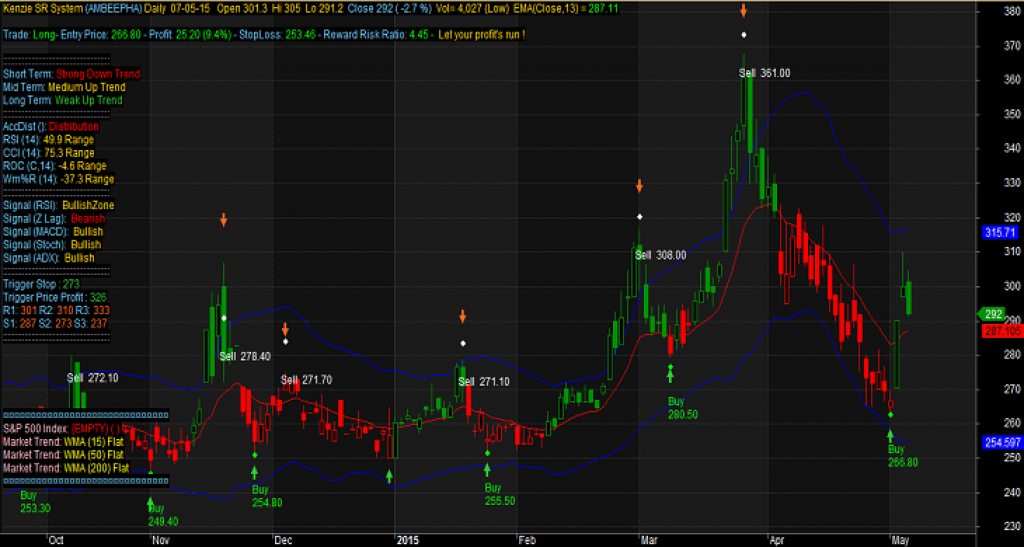 Kenzie SR System (AMBEEPHA) Daily 07-05-15 Open 301.3 Hi 305 Lo 291.2 Close 292 (-2.7 %) Vol= 4,027 (Low) EMA(Close,13) = 287.11
Trade: Long- Entry Price: 266.80 - Profit 25.20 (9.4%) - StopLoss: 253.46 - Reward Risk Ratio: 4.45 - Let your profit's run !
Short Term: Strong Down Trend
Mid Term: Medium Up Trend
Long Term: Weak Up Trend
AccDist (): Distribution
RSI (14): 49.9 Range
CCI (14): 75.3 Range
ROC (C,14): -4.6 Range
Wm%R (14): -37.3 Range
Signal (RSI): BullishZone
Signal (Z Lag): Bearish
Signal (MACD): Bullish
Signal (Stoch): Bullish
Signal (ADX): Bullish
Trigger Stop : 273
Trigger Price Profit : 326
R1: 301 R2: 310 R3: 333
S1: 287 S2: 273 S3: 237
S&P 500 Index: (EMPTY) ( )
Market Trend: WMA (15) Flat
Market Trend: WMA (50) Flat
Market Trend: WMA (200) Flat
Sell 272.10
Sell 278.40
Sell 271.70
Sell 271.10
Sell 308.00
Sell 361.00
Buy
253.30
Buy
249.40
Buy
254.80
Buy
255.50
Buy
280.50
Buy
266.80
380
370
360
350
340
330
320
315.71
310
300
292
290
287.105
280
270
260
254.597
250
240
230
Oct
Nov
Dec
2015
Feb
Mar
Apr
May